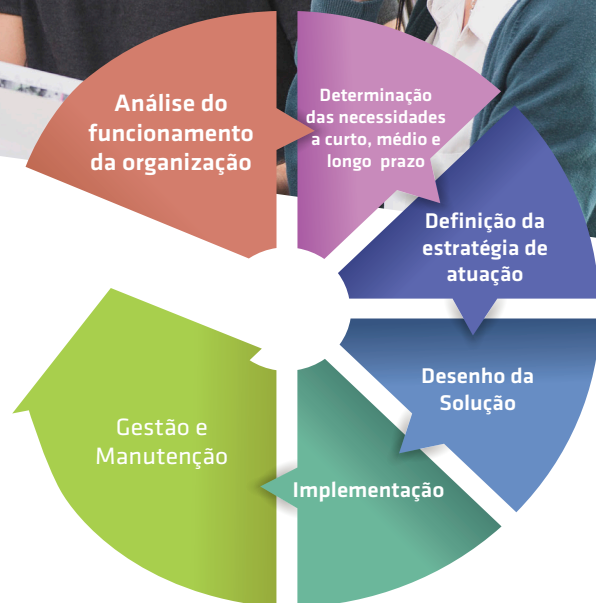 Análise do
funcionamento
da organização
Determinação
das necessidades
a curto, médio e
longo prazo
Definição da
estratégia de
atuação
Desenho da
Solução
Implementação
Gestão e
Manutenção